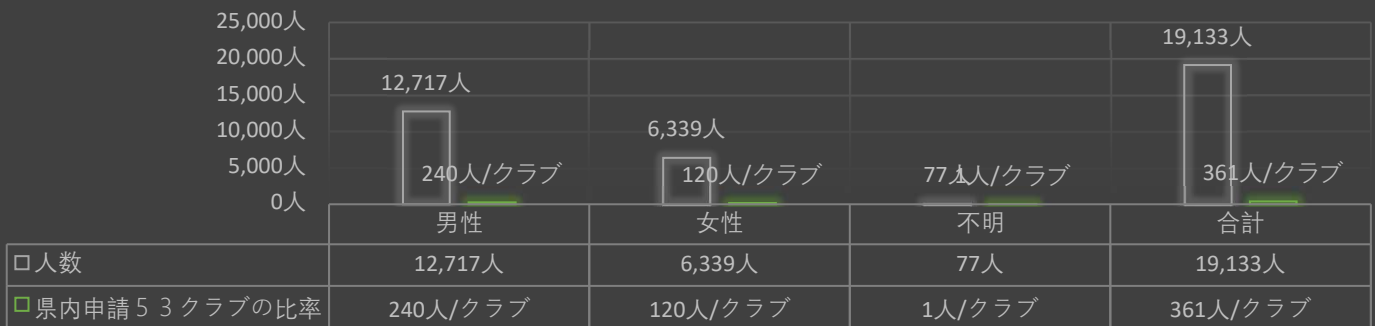 25,000人
20,000人
15,000人
10,000人
5,000人
0人
12,717人
240人/クラブ
6,339人
120人/クラブ
77人
1人/クラブ
19,133人
361人/クラブ
男性 女性 不明 合計
人数 12,717人 6,339人 77人 19,133人
県内申請５３クラブの比率 240人/クラブ 120人/クラブ 1人/クラブ 361人/クラブ